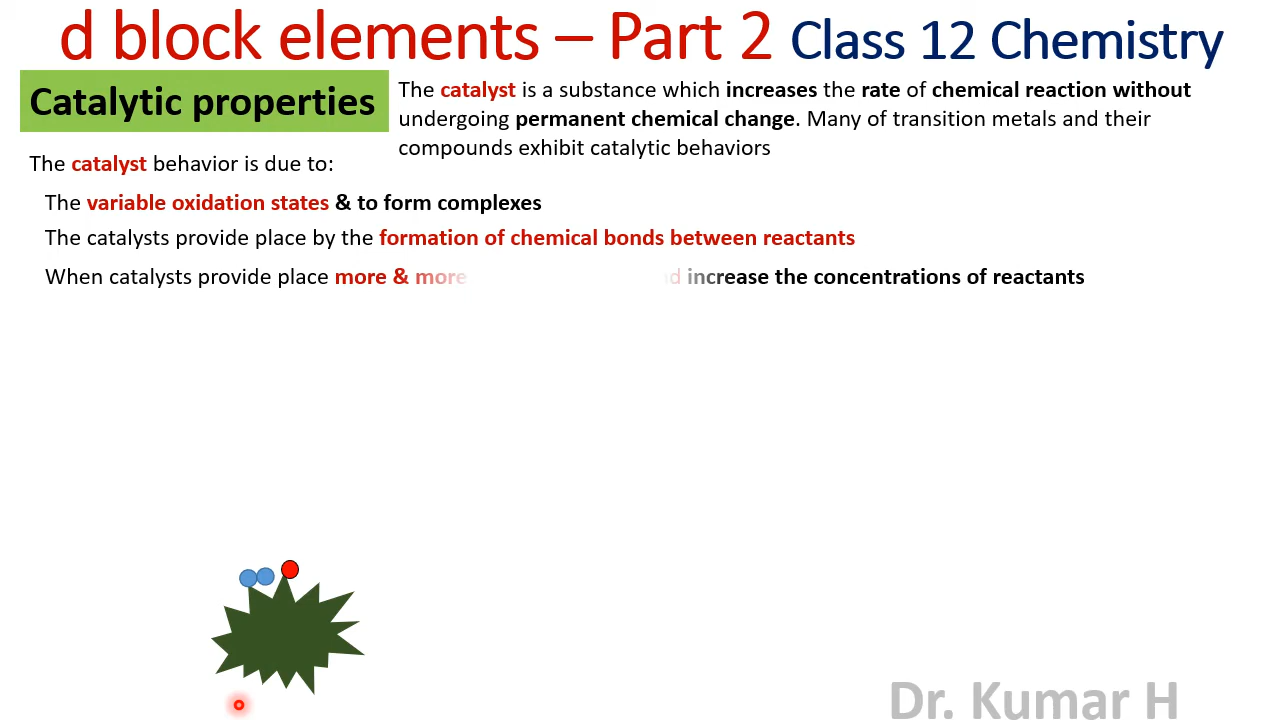 d block elements – Part 2 Class 12 Chemistry
Catalytic properties
The catalyst is a substance which increases the rate of chemical reaction without
undergoing permanent chemical change. Many of transition metals and their
compounds exhibit catalytic behaviors
The catalyst behavior is due to:
The variable oxidation states & to form complexes
The catalysts provide place by the formation of chemical bonds between reactants
When catalysts provide place more & more increase the concentrations of reactants
Dr. Kumar H